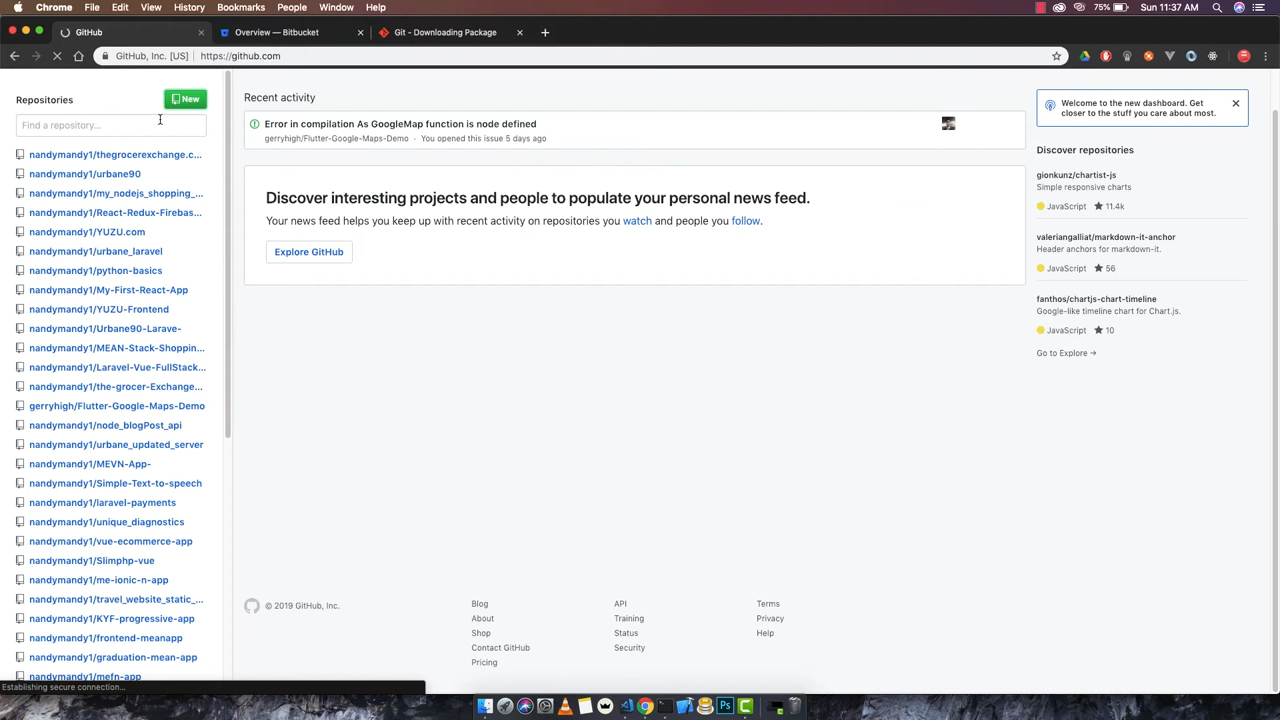 Chrome File Edit View History Bookmarks People Window Help 75% Sun 11:37 AM
GitHub Overview — Bitbucket Git - Downloading Package
GitHub, Inc. [US] https://github.com
Repositories
New
Find a repository...
nandymandy1/thegrocerexchange.c...
nandymandy1/urbane90
nandymandy1/my_nodejs_shopping_...
nandymandy1/React-Redux-Firebas...
nandymandy1/YUZU.com
nandymandy1/urbane_laravel
nandymandy1/python-basics
nandymandy1/My-First-React-App
nandymandy1/YUZU-Frontend
nandymandy1/Urbane90-Larave-
nandymandy1/MEAN-Stack-Shoppin...
nandymandy1/Laravel-Vue-FullStack...
nandymandy1/the-grocer-Exchange...
gerryhigh/Flutter-Google-Maps-Demo
nandymandy1/node_blogPost_api
nandymandy1/urbane_updated_server
nandymandy1/MEVN-App-
nandymandy1/Simple-Text-to-speech
nandymandy1/laravel-payments
nandymandy1/unique_diagnostics
nandymandy1/vue-ecommerce-app
nandymandy1/Slimphp-vue
nandymandy1/me-ionic-n-app
nandymandy1/travel_website_static_...
nandymandy1/KYF-progressive-app
nandymandy1/frontend-meanapp
nandymandy1/graduation-mean-app
nandymandy1/mefn-app
Establishing secure connection...
Recent activity
Error in compilation As GoogleMap function is node defined
gerryhigh/Flutter-Google-Maps-Demo · You opened this issue 5 days ago
Discover interesting projects and people to populate your personal news feed.
Your news feed helps you keep up with recent activity on repositories you watch and people you follow.
Explore GitHub
Welcome to the new dashboard. Get
closer to the stuff you care about most.
Discover repositories
gionkunz/chartist-js
Simple responsive charts
JavaScript 11.4k
valeriangalliat/markdown-it-anchor
Header anchors for markdown-it.
JavaScript 56
fanthos/chartjs-chart-timeline
Google-like timeline chart for Chart.js.
JavaScript 10
Go to Explore →
© 2019 GitHub, Inc.
Blog
About
Shop
Contact GitHub
Pricing
API
Training
Status
Security
Terms
Privacy
Help
Ps